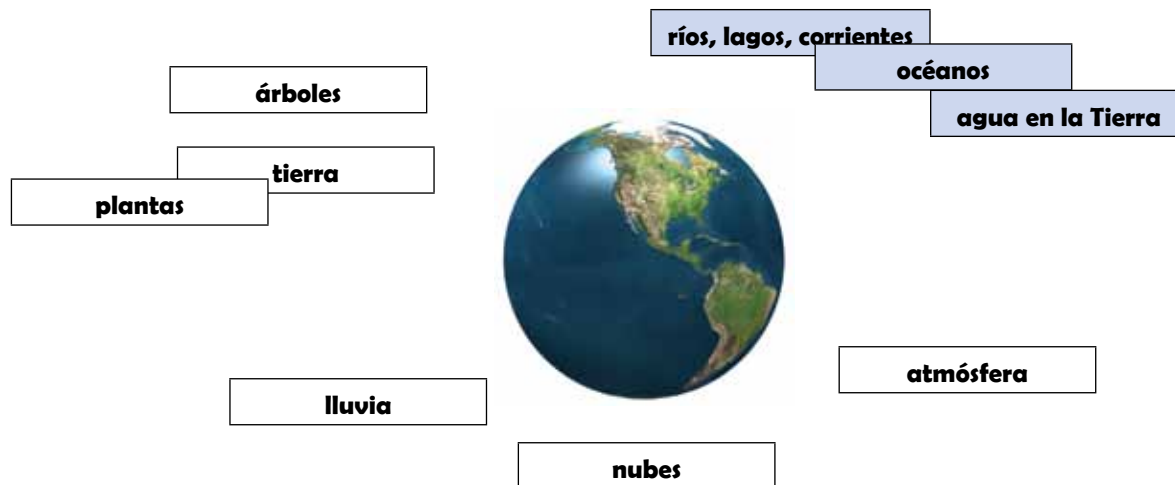 ríos, lagos, corrientes
océanos
árboles
agua en la Tierra
tierra
plantas
atmósfera
lluvia
nubes